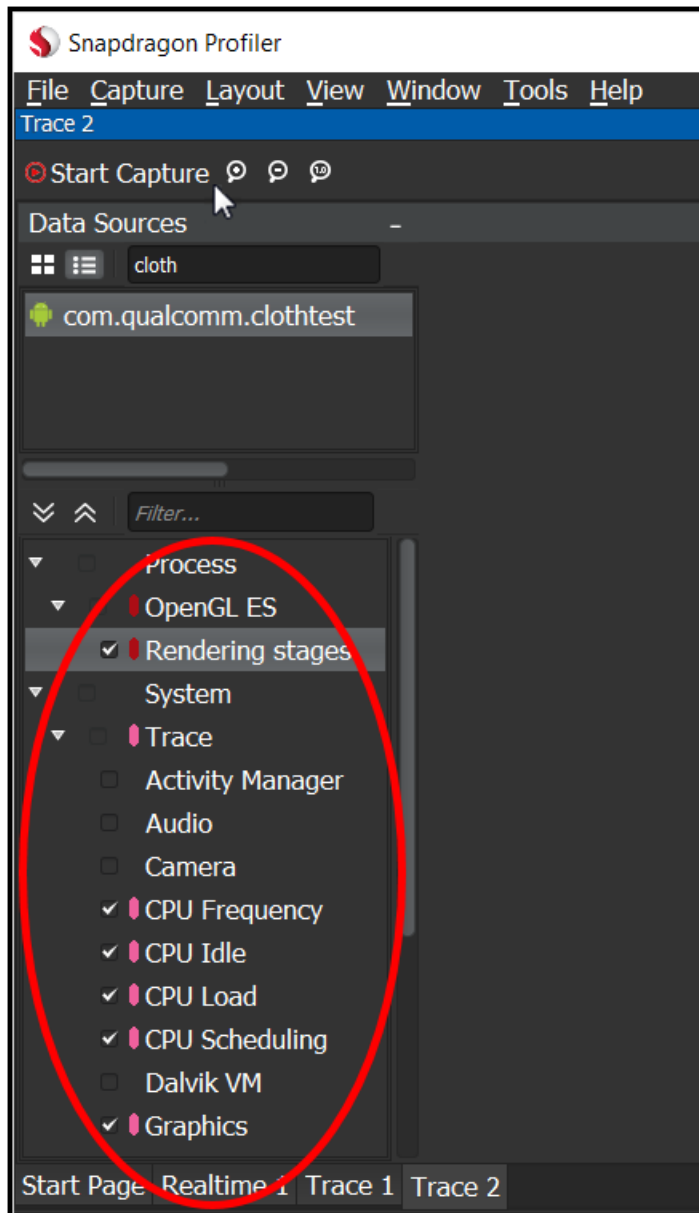 Snapdragon Profiler
File Capture Layout View Window Tools Help
Trace 2
Start Capture 1.0
Data Sources
cloth
com.qualcomm.clothtest
Filter...
Process
OpenGL ES
Rendering stages
System
Trace
Activity Manager
Audio
Camera
CPU Frequency
CPU Idle
CPU Load
CPU Scheduling
Dalvik VM
Graphics
Start Page Realtime 1 Trace 1 Trace 2